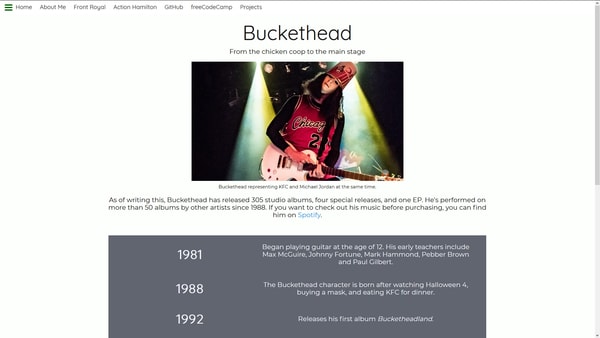 Home About Me Front Royal Action Hamilton GitHub freeCodeCamp Projects
Buckethead
From the chicken coop to the main stage
Chicag
2
Buckethead representing KFC and Michael Jordan at the same time.
As of writing this, Buckethead has released 305 studio albums, four special releases, and one EP. He's performed on
more than 50 albums by other artists since 1988. If you want to check out his music before purchasing, you can find
him on Spotify.
1981
Began playing guitar at the age of 12. His early teachers include
Max McGuire, Johnny Fortune, Mark Hammond, Pebber Brown
and Paul Gilbert.
1988
The Buckethead character is born after watching Halloween 4,
buying a mask, and eating KFC for dinner.
1992
Releases his first album Bucketheadland.